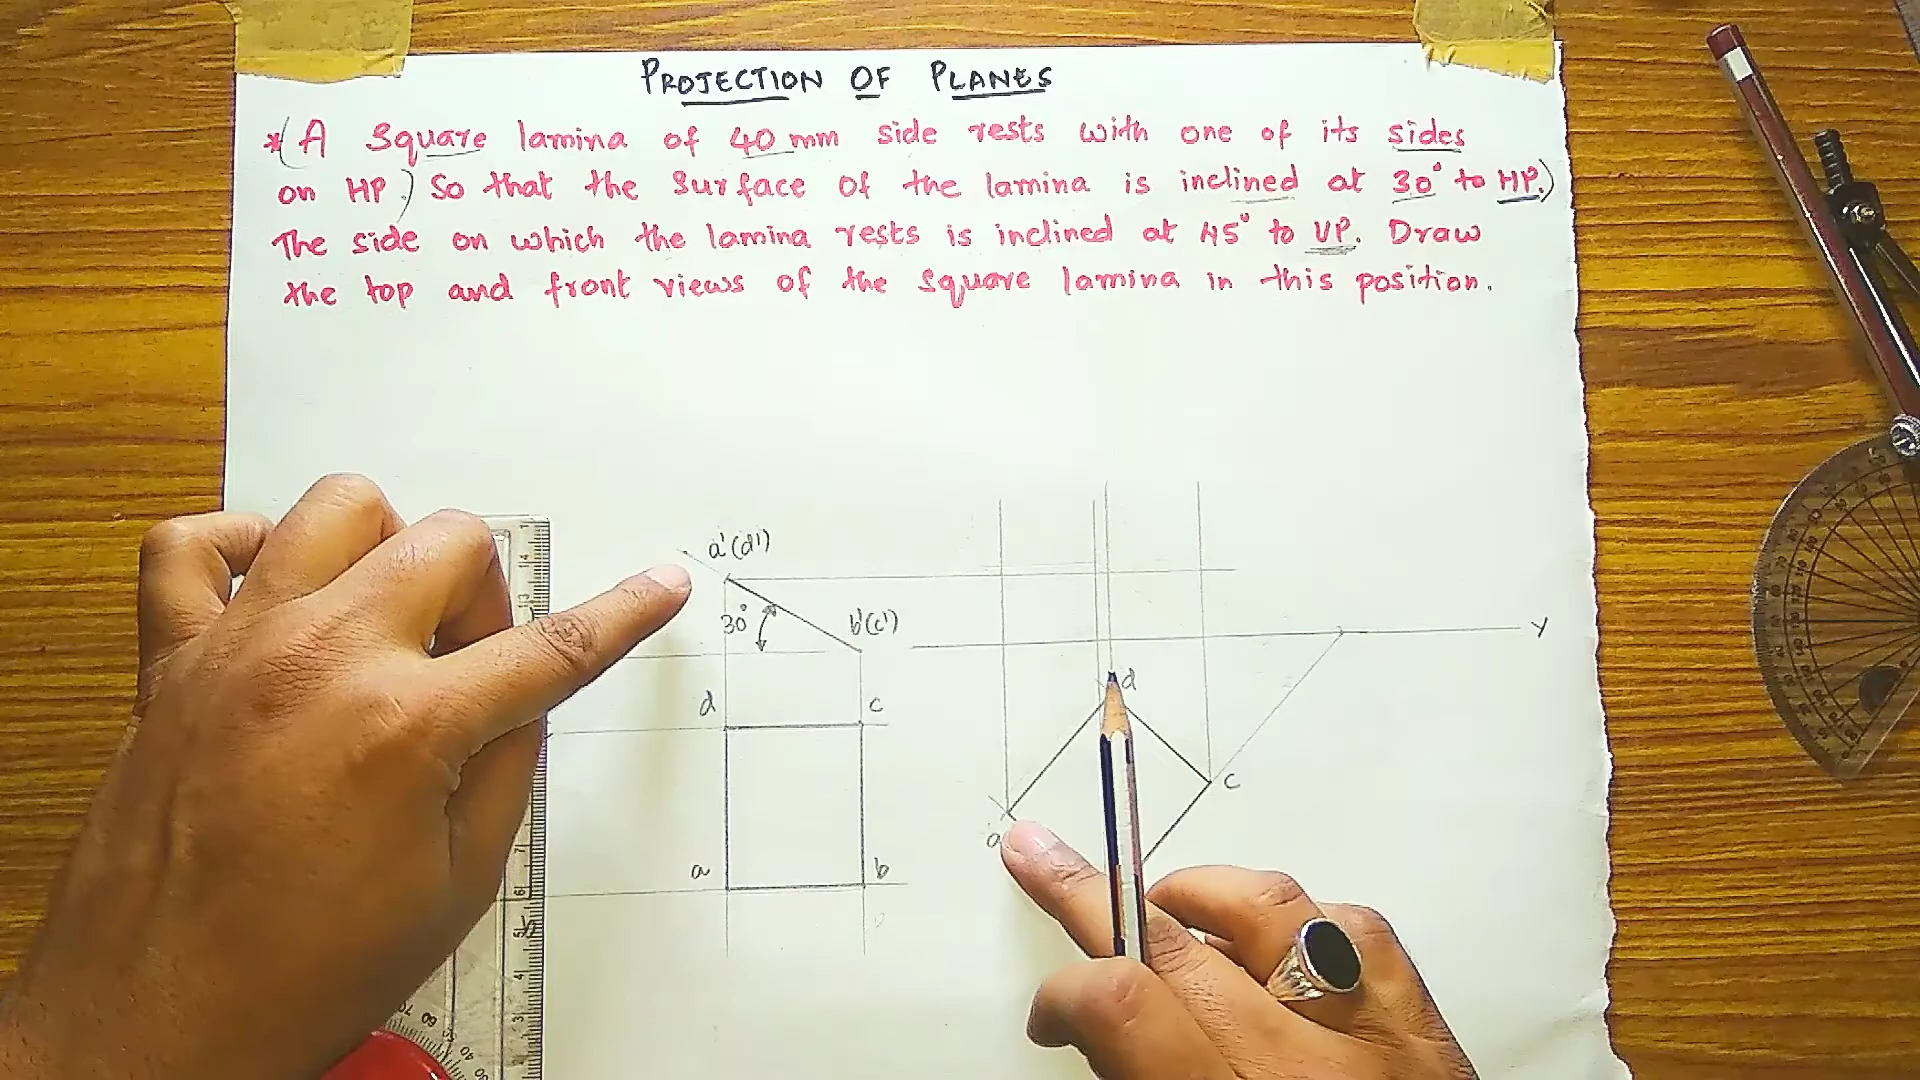 PROJECTION OF PLANES
*(A Square lamina of 40 mm side rests with one of its sides
on HP.) So that the Surface of the lamina is inclined at 30° to HP.)
The side on which the lamina rests is inclined at 45° to VP. Draw
the top and front views of the square lamina in this position.
a'(d')
30°
b'(c')
Y
d
c
d
c
a
a
b